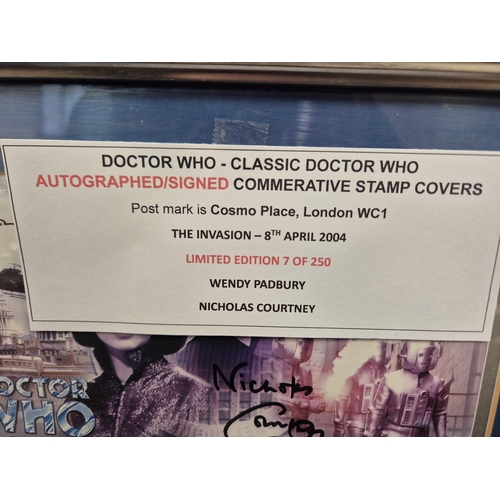 DOCTOR WHO - CLASSIC DOCTOR WHO
AUTOGRAPHED/SIGNED COMMERATIVE STAMP COVERS
Post mark is Cosmo Place, London WC1
THE INVASION – 8TH APRIL 2004
LIMITED EDITION 7 OF 250
WENDY PADBURY
NICHOLAS COURTNEY
DOCTOR
WHO
Nicholas